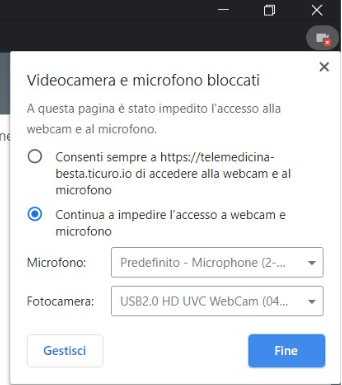 Videocamera e microfono bloccati
A questa pagina è stato impedito l'accesso alla
webcam e al microfono.
ne
Consenti sempre a https://telemedicina-
besta.ticuro.io di accedere alla webcam e al
microfono
Continua a impedire l'accesso a webcam e
microfono
Microfono: Predefinito - Microphone (2-...
Fotocamera: USB2.0 HD UVC WebCam (04...
Gestisci Fine